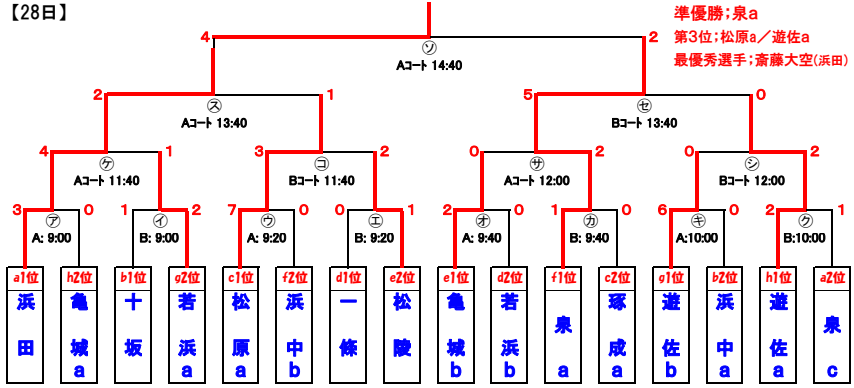 【28日】
準優勝；泉a
第3位；松原a／遊佐a
最優秀選手；斎藤大空(浜田)
4 ソ 2
Aコート 14:40
2 ス 1 5 セ 0
Aコート 13:40 Bコート 13:40
4 ケ 1 3 コ 2 0 サ 2 0 シ 2
Aコート 11:40 Bコート 11:40 Aコート 12:00 Bコート 12:00
3 ア 0 1 イ 2 7 ウ 0 0 エ 1 2 オ 0 1 カ 0 6 キ 0 2 ク 0
A: 9:00 B: 9:00 A: 9:20 B: 9:20 A: 9:40 B: 9:40 A:10:00 B:10:00
a1位 h2位 b1位 g2位 c1位 f2位 d1位 e2位 e1位 d2位 f1位 c2位 g1位 b2位 h1位 a2位
浜田
亀城a
十坂
若浜a
松原a
浜中b
一條
松陵
亀城b
若浜b
泉a
琢成a
遊佐b
浜中a
遊佐a
泉c